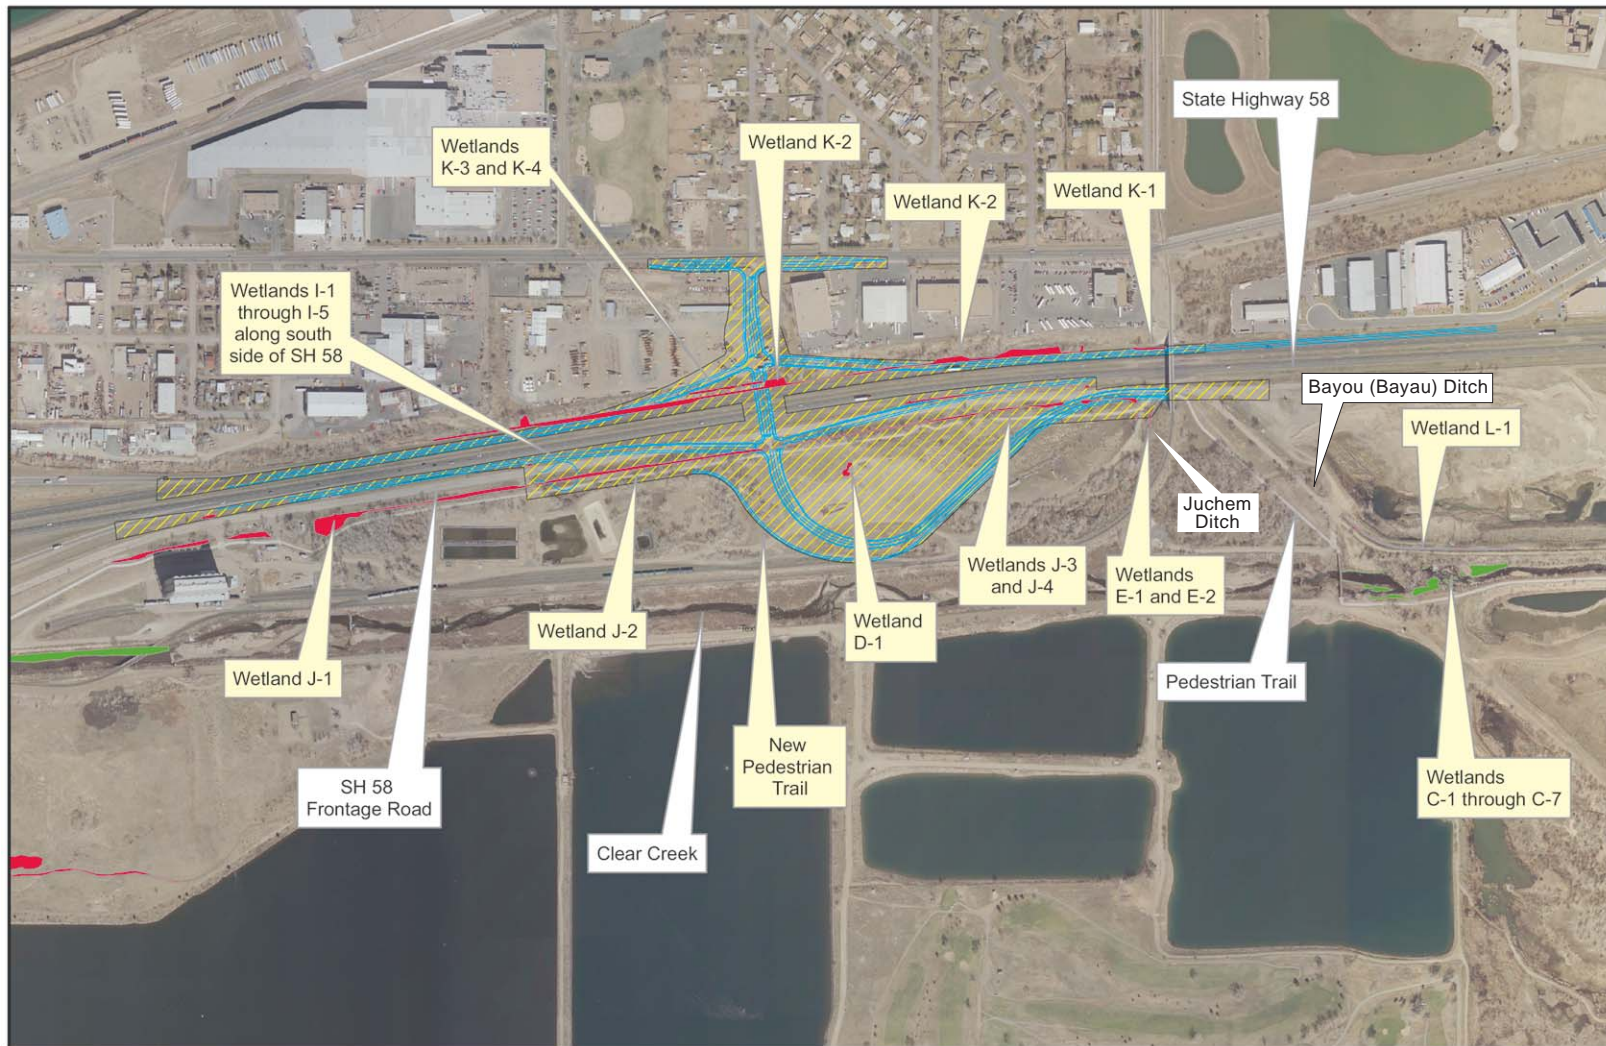 State Highway 58
Wetlands
K-3 and K-4
Wetland K-2
Wetland K-2
Wetland K-1
Wetlands I-1
through I-5
along south
side of SH 58
Bayou (Bayau) Ditch
Wetland L-1
Juchem
Ditch
Wetlands J-3
and J-4
Wetlands
E-1 and E-2
Wetland J-2
Wetland
D-1
Wetland J-1
Pedestrian Trail
Text
SH 58
Frontage Road
New
Pedestrian
Trail
Wetlands
C-1 through C-7
Clear Creek